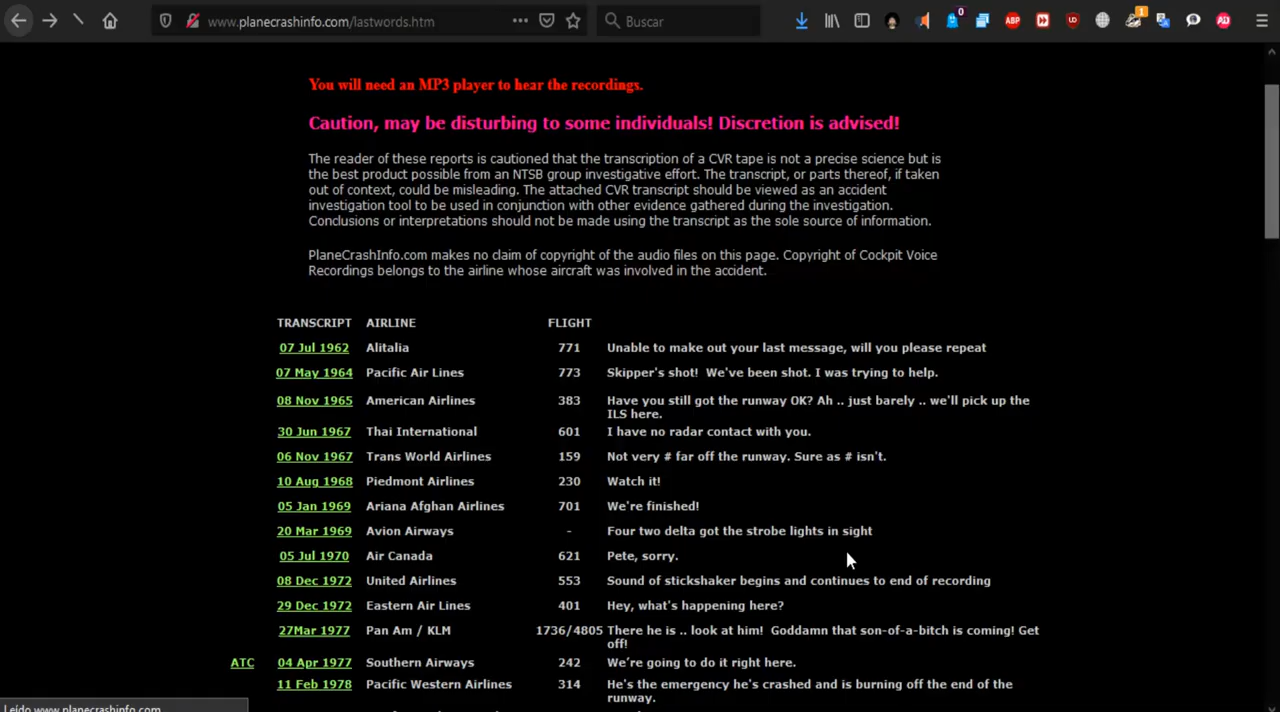 www.planecrashinfo.com/lastwords.htm
Buscar
0
ABP
UD
1
AD
You will need an MP3 player to hear the recordings.
Caution, may be disturbing to some individuals! Discretion is advised!
The reader of these reports is cautioned that the transcription of a CVR tape is not a precise science but is
the best product possible from an NTSB group investigative effort. The transcript, or parts thereof, if taken
out of context, could be misleading. The attached CVR transcript should be viewed as an accident
investigation tool to be used in conjunction with other evidence gathered during the investigation.
Conclusions or interpretations should not be made using the transcript as the sole source of information.
PlaneCrashInfo.com makes no claim of copyright of the audio files on this page. Copyright of Cockpit Voice
Recordings belongs to the airline whose aircraft was involved in the accident.
TRANSCRIPT AIRLINE FLIGHT
07 Jul 1962 Alitalia 771 Unable to make out your last message, will you please repeat
07 May 1964 Pacific Air Lines 773 Skipper's shot! We've been shot. I was trying to help.
08 Nov 1965 American Airlines 383 Have you still got the runway OK? Ah .. just barely .. we'll pick up the
ILS here.
30 Jun 1967 Thai International 601 I have no radar contact with you.
06 Nov 1967 Trans World Airlines 159 Not very # far off the runway. Sure as # isn't.
10 Aug 1968 Piedmont Airlines 230 Watch it!
05 Jan 1969 Ariana Afghan Airlines 701 We're finished!
20 Mar 1969 Avion Airways - Four two delta got the strobe lights in sight
05 Jul 1970 Air Canada 621 Pete, sorry.
08 Dec 1972 United Airlines 553 Sound of stickshaker begins and continues to end of recording
29 Dec 1972 Eastern Air Lines 401 Hey, what's happening here?
27Mar 1977 Pan Am / KLM 1736/4805 There he is .. look at him! Goddamn that son-of-a-bitch is coming! Get
off!
ATC 04 Apr 1977 Southern Airways 242 We're going to do it right here.
11 Feb 1978 Pacific Western Airlines 314 He's the emergency he's crashed and is burning off the end of the
runway.
Leído www.planecrashinfo.com